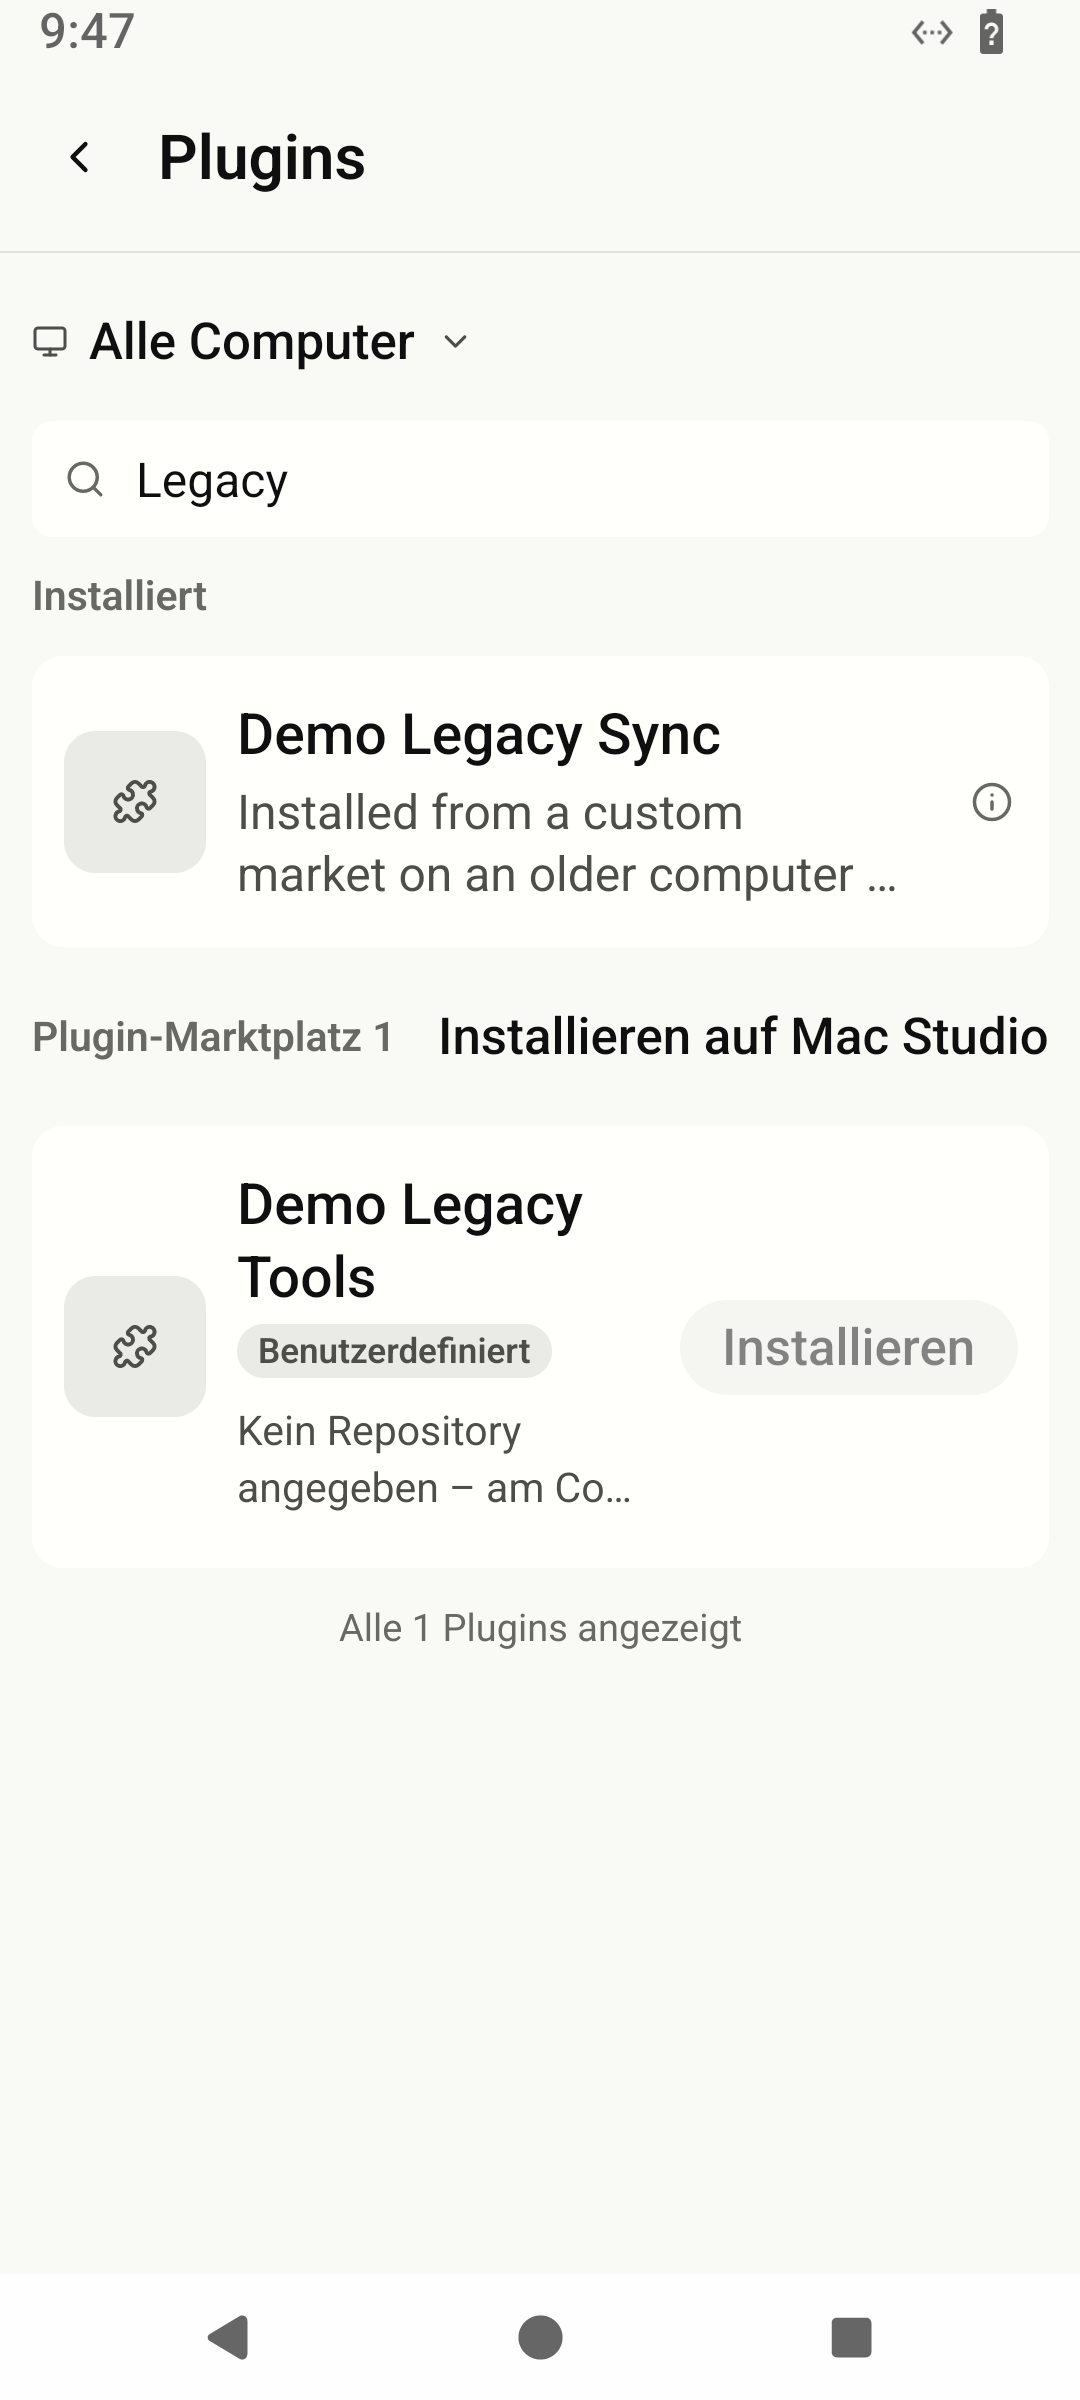 9:47
Plugins
Alle Computer
Legacy
Installiert
Demo Legacy Sync
Installed from a custom
market on an older computer ...
Plugin-Marktplatz 1
Installieren auf Mac Studio
Demo Legacy
Tools
Benutzerdefiniert
Installieren
Kein Repository
angegeben – am Co...
Alle 1 Plugins angezeigt